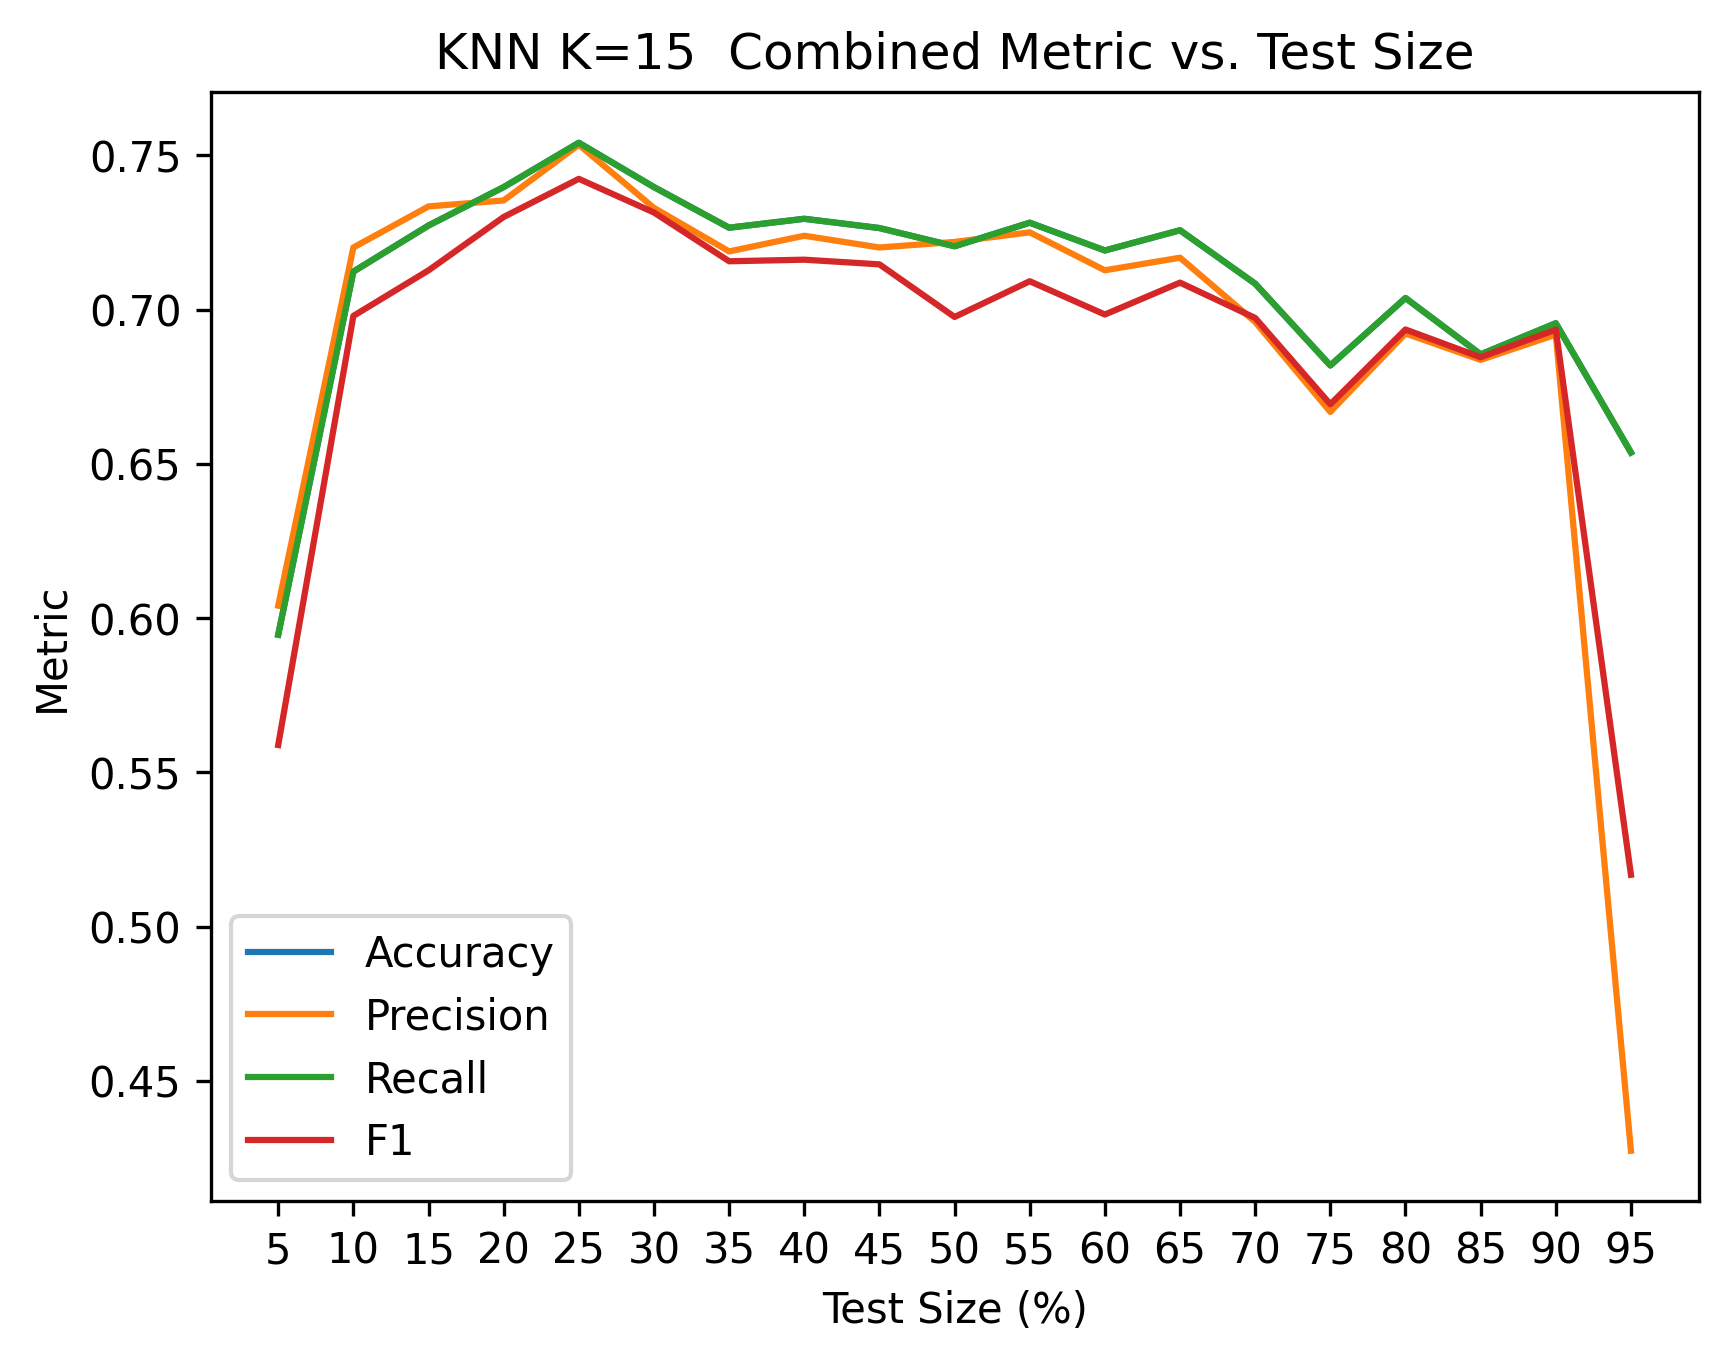 KNN K=15  Combined Metric vs. Test Size
Metric
0.75
0.70
0.65
0.60
0.55
0.50
0.45
Accuracy
Precision
Recall
F1
5 10 15 20 25 30 35 40 45 50 55 60 65 70 75 80 85 90 95
Test Size (%)